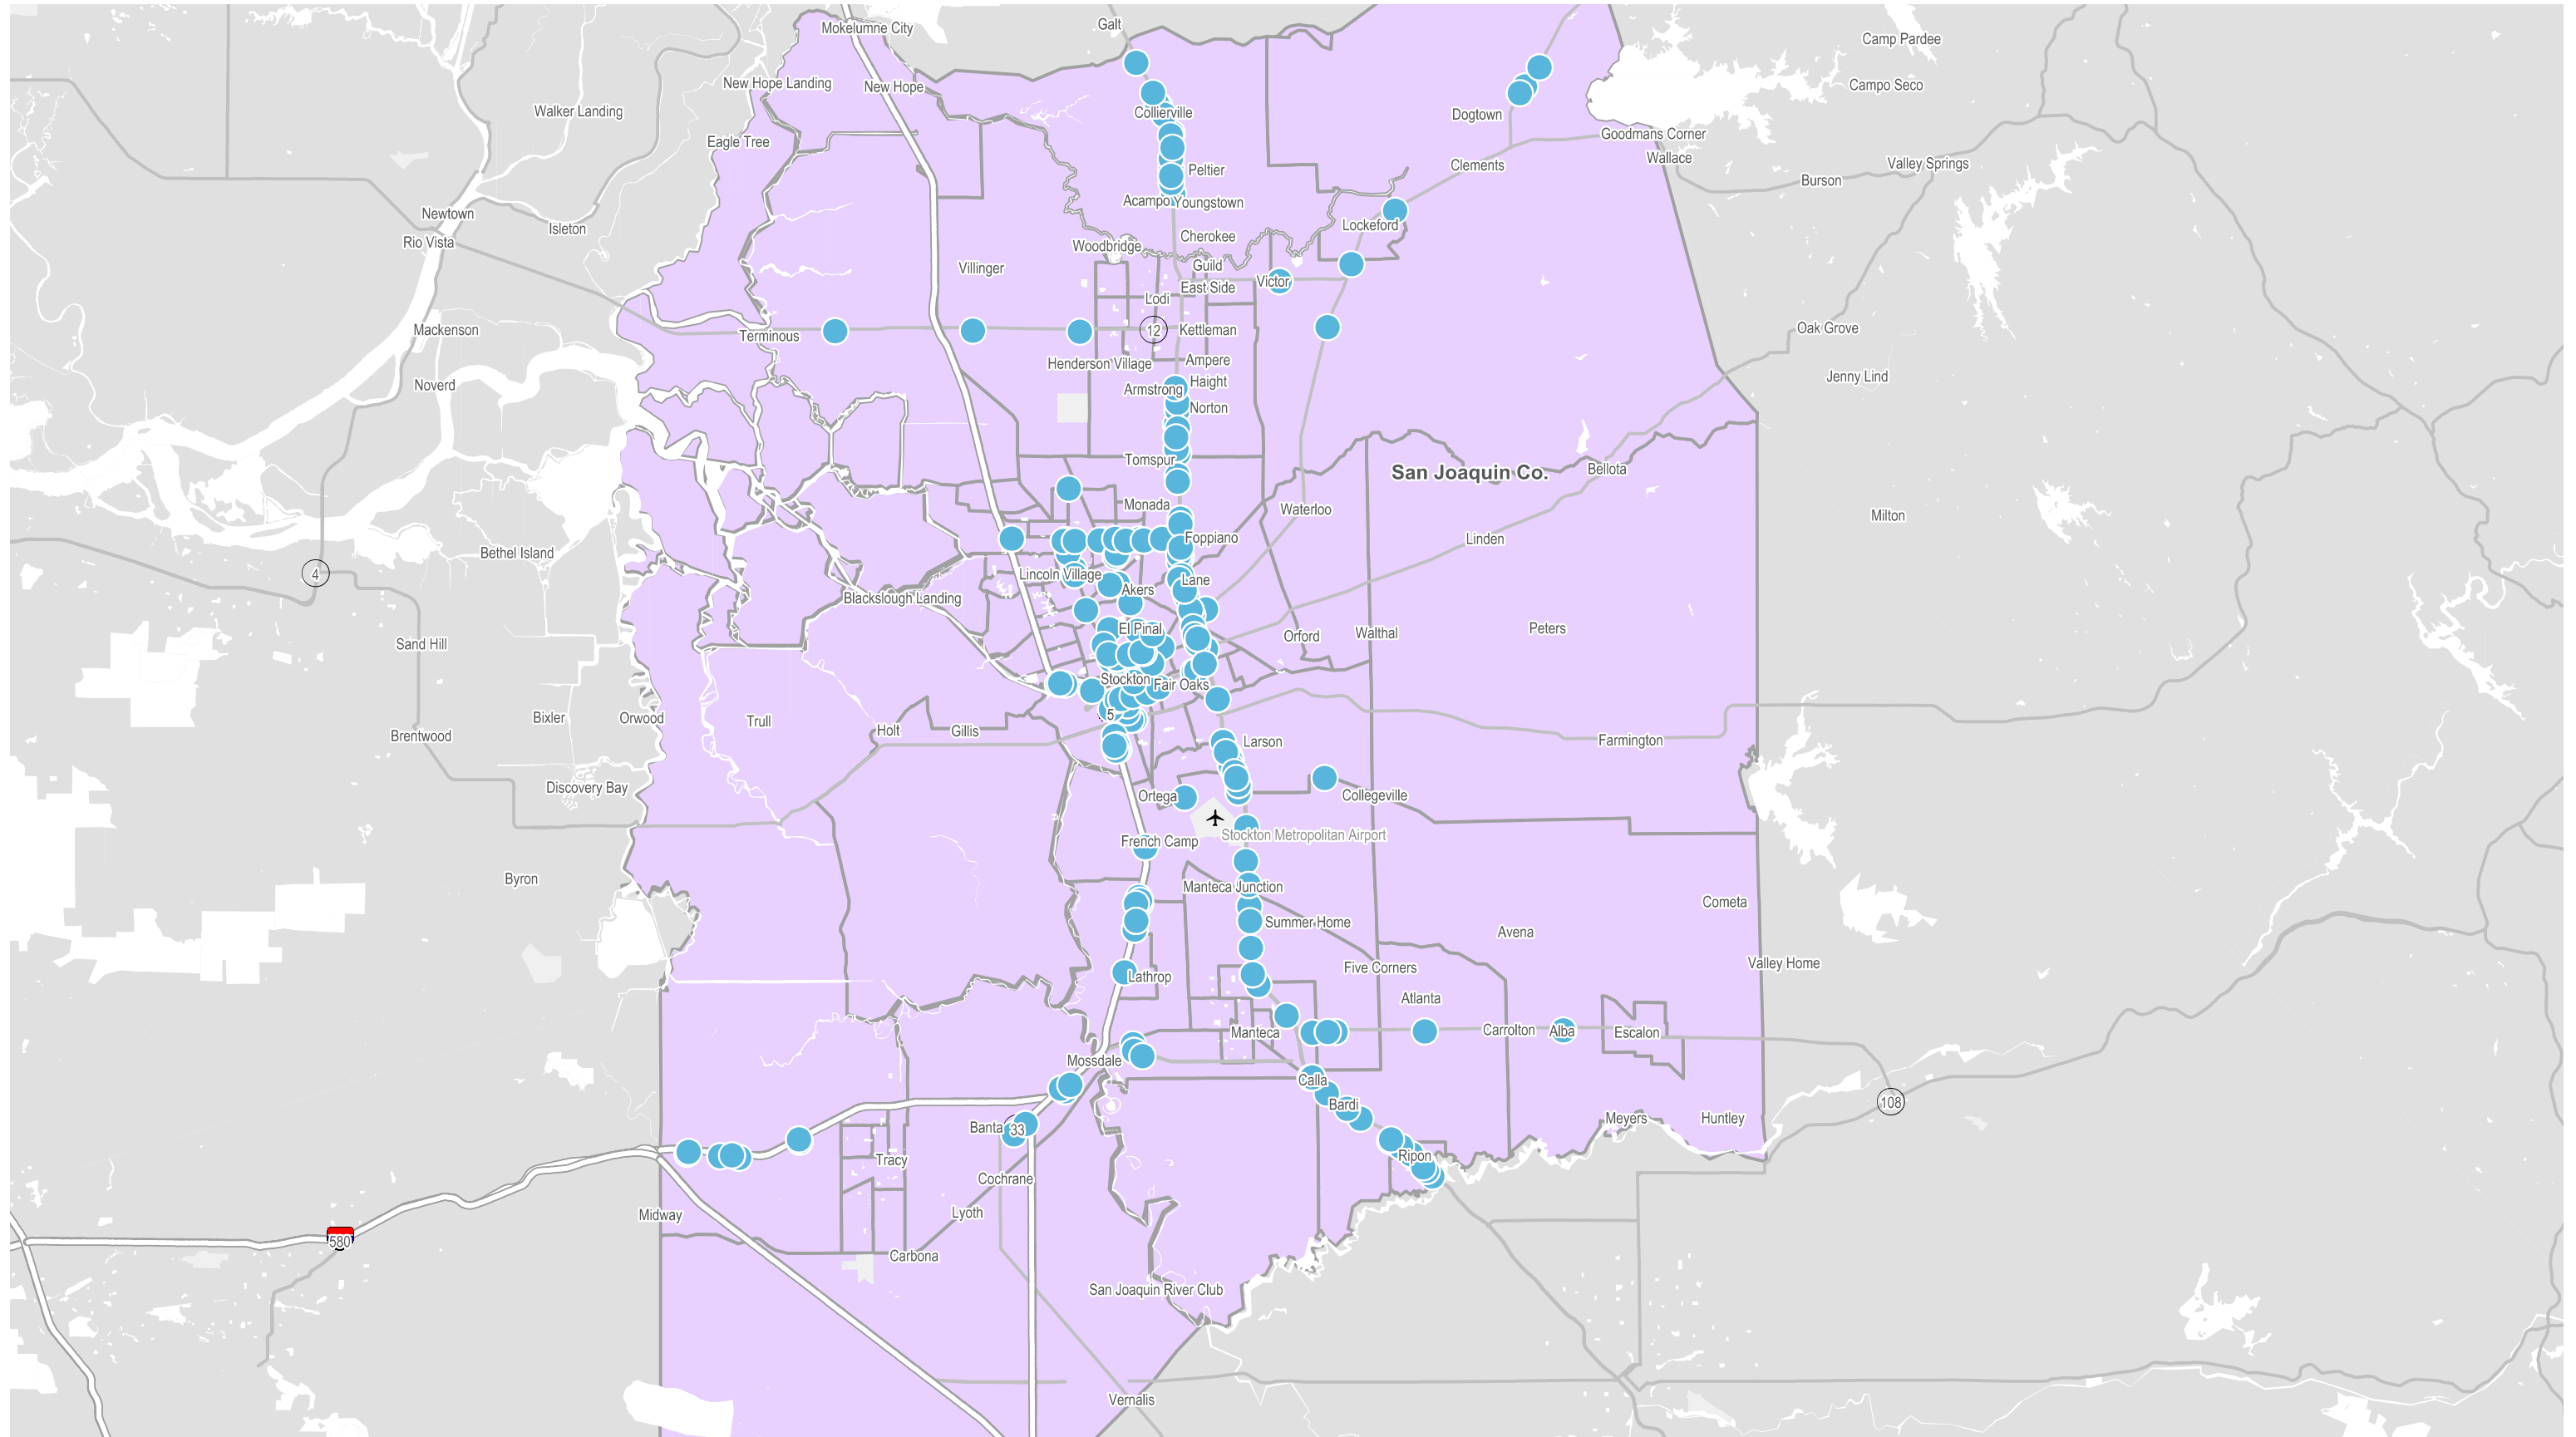 Galt
Mokelumne City
Camp Pardee
New Hope Landing
New Hope
Campo Seco
Walker Landing
Collierville
Dogtown
Goodmans Corner
Eagle Tree
Wallace
Valley Springs
Peltier
Clements
Burson
Newtown
Acampo
Youngstown
Isleton
Lockeford
Rio Vista
Woodbridge
Cherokee
Villinger
Guild
Victor
East Side
Lodi
Mackenson
Terminous
12
Kettleman
Oak Grove
Henderson Village
Ampere
Jenny Lind
Noverd
Armstrong
Haight
Norton
Tomspur
San Joaquin Co.
Bellota
Monada
Waterloo
Milton
Bethel Island
Foppiano
Linden
4
Lincoln Village
Lane
Akers
Blackslough Landing
Sand Hill
El Pinal
Orford
Walthal
Peters
Stockton
Fair Oaks
Bixler
Orwood
Trull
5
Brentwood
Holt
Gillis
Larson
Farmington
Discovery Bay
Ortega
Collegeville
Stockton Metropolitan Airport
French Camp
Byron
Manteca Junction
Cometa
Summer Home
Avena
Five Corners
Valley Home
Lathrop
Atlanta
Manteca
Carrolton
Alba
Escalon
Mossdale
Calla
108
Bardi
Meyers
Huntley
Banta
33
Tracy
Ripon
Cochrane
Midway
Lyoth
580
Carbona
San Joaquin River Club
Vernalis